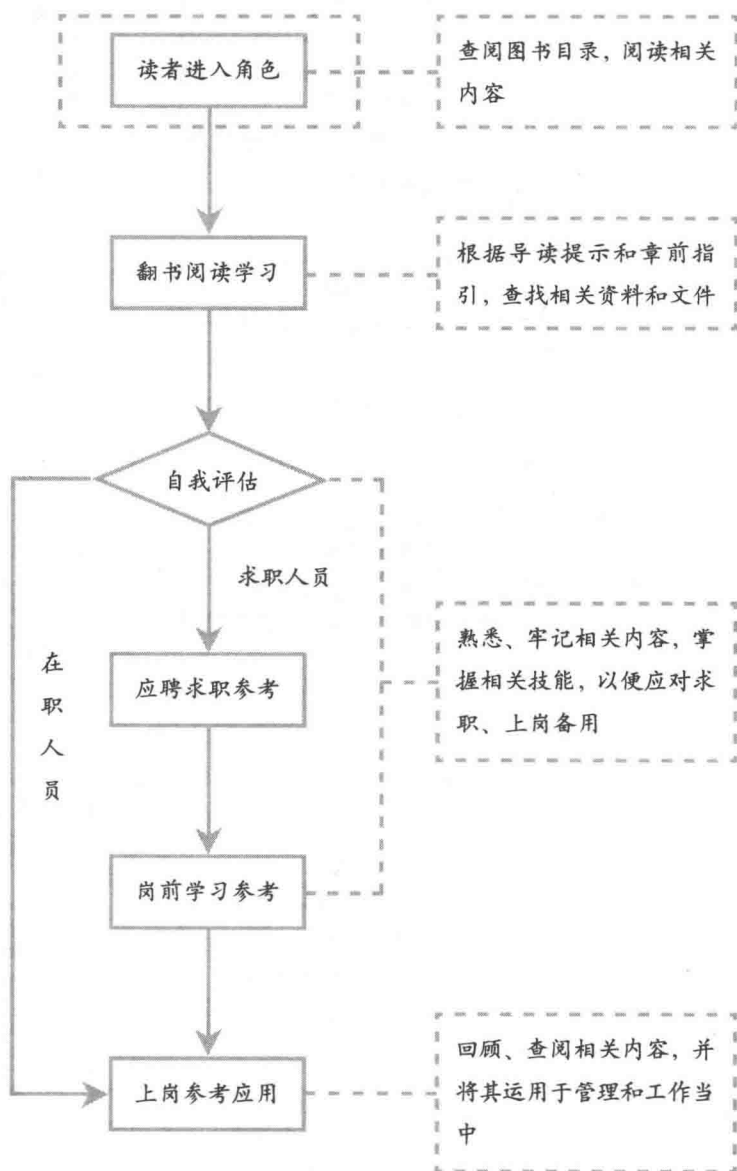 读者进入角色
查阅图书目录，阅读相关
内容
翻书阅读学习
根据导读提示和章前指
引，查找相关资料和文件
自我评估
求职人员
在
职
人
员
应聘求职参考
熟悉、牢记相关内容，掌
握相关技能，以便应对求
职、上岗备用
岗前学习参考
上岗参考应用
回顾、查阅相关内容，并
将其运用于管理和工作当
中